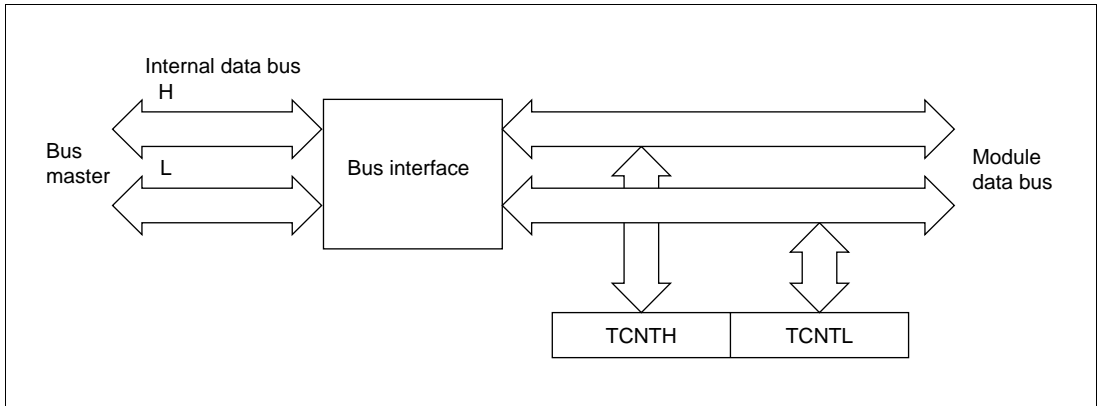 Internal data bus
H
Bus
master
L
Bus interface
Module
data bus
TCNTH
TCNTL